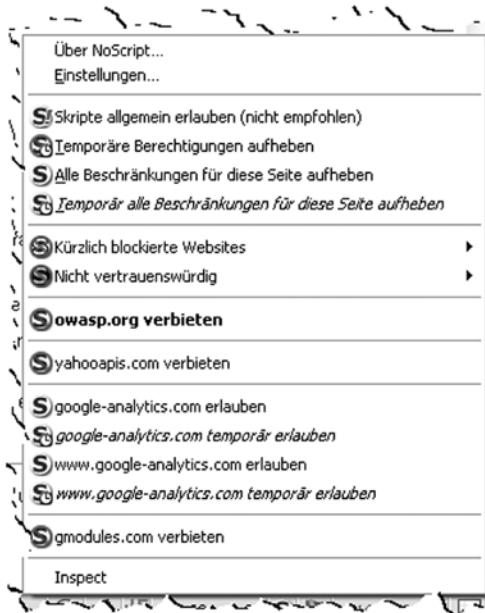 Über NoScript...
Einstellungen...
Skripte allgemein erlauben (nicht empfohlen)
Temporäre Berechtigungen aufheben
Alle Beschränkungen für diese Seite aufheben
Temporär alle Beschränkungen für diese Seite aufheben
Kürzlich blockierte Websites
Nicht vertrauenswürdig
owasp.org verbieten
yahooapis.com verbieten
google-analytics.com erlauben
google-analytics.com temporär erlauben
www.google-analytics.com erlauben
www.google-analytics.com temporär erlauben
gmodules.com verbieten
Inspect